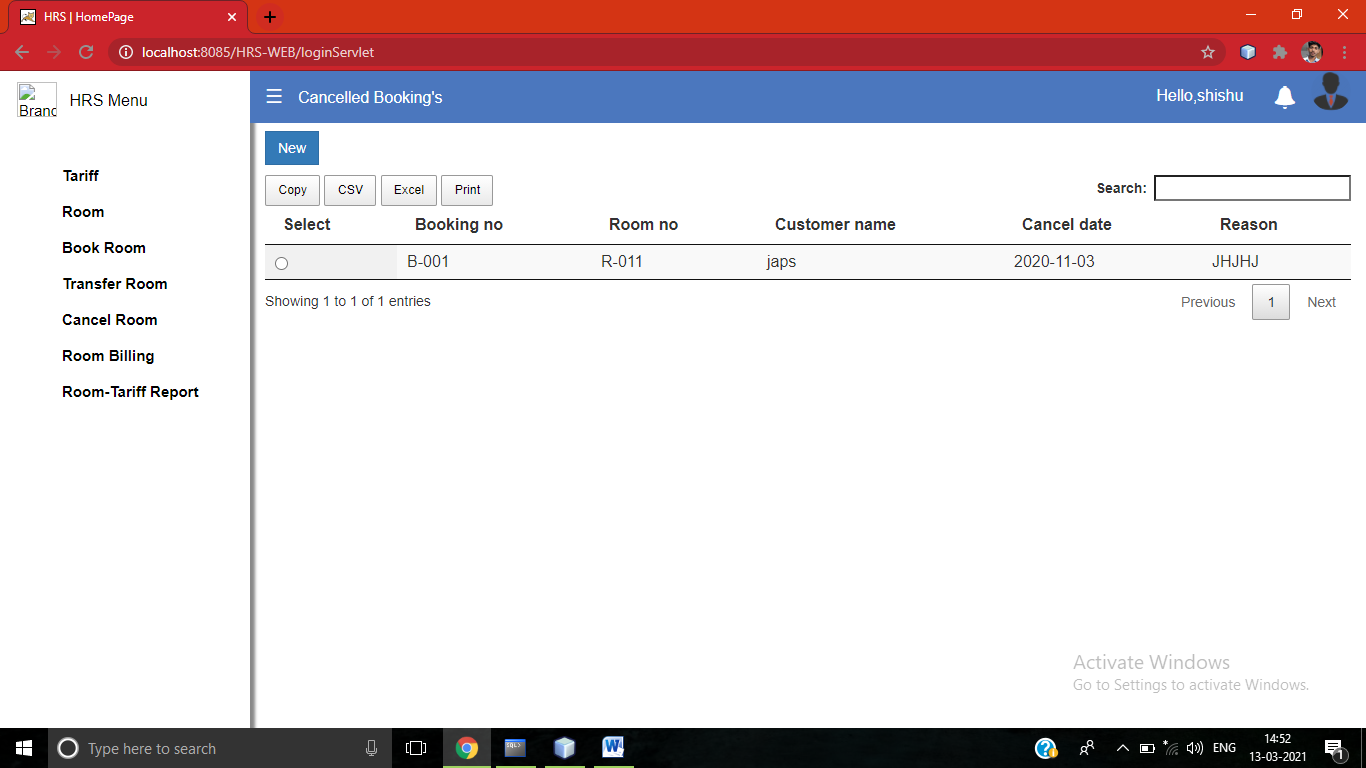 HRS | HomePage
localhost:8085/HRS-WEB/loginServlet
Branc
HRS Menu
☰ Cancelled Booking's
Hello,shishu
Tariff
Room
Book Room
Transfer Room
Cancel Room
Room Billing
Room-Tariff Report
New
Copy CSV Excel Print
Search:
Select Booking no Room no Customer name Cancel date Reason
B-001 R-011 japs 2020-11-03 JHJHJ
Showing 1 to 1 of 1 entries
Previous 1 Next
Activate Windows
Go to Settings to activate Windows.
Type here to search
SQL>
W
ENG
14:52
13-03-2021
1